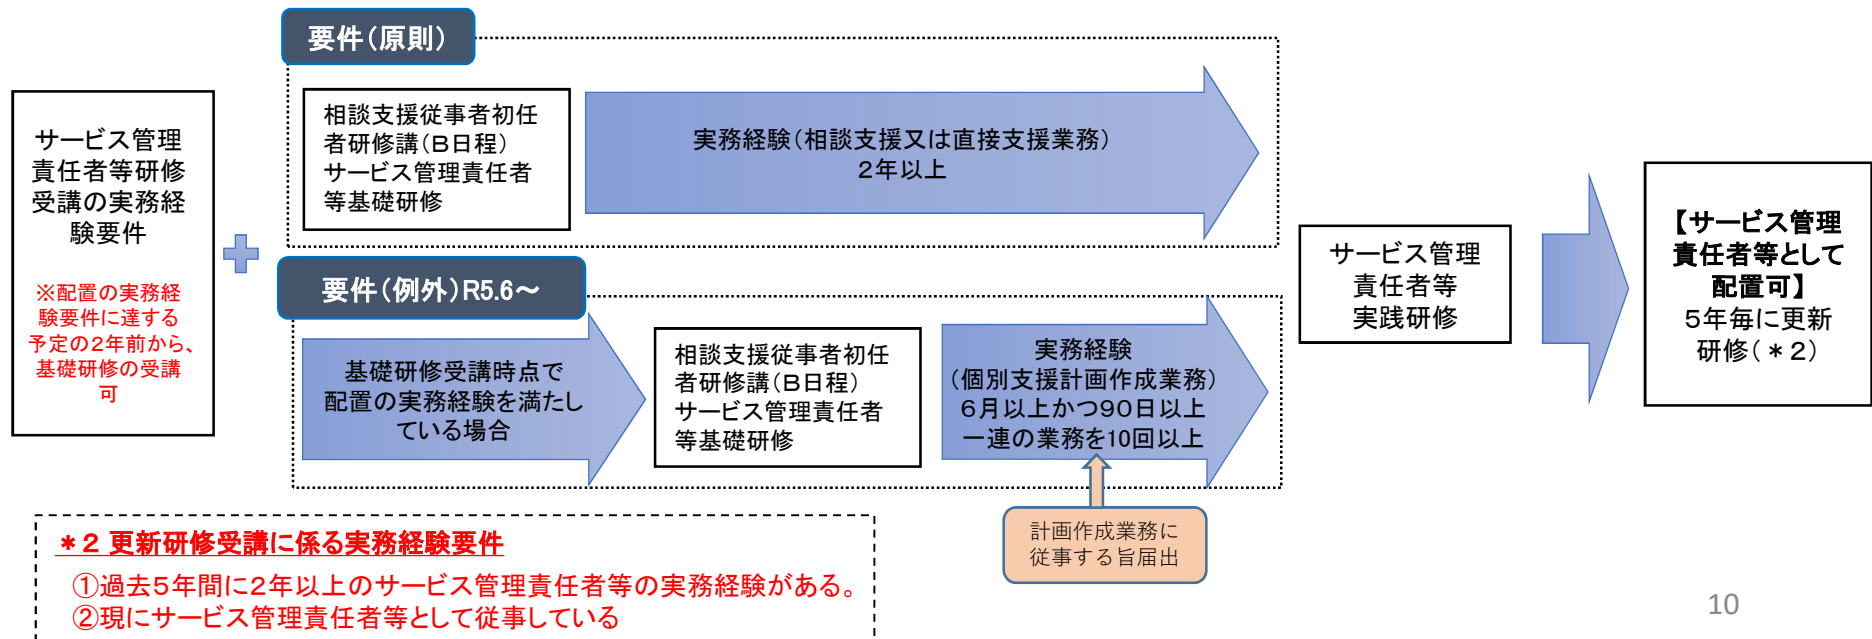 サービス管理
責任者等研修
受講の実務経
験要件
※配置の実務経
験要件に達する
予定の2年前から、
基礎研修の受講
可
要件(原則)
相談支援従事者初任
者研修講(B日程)
サービス管理責任者
等基礎研修
実務経験(相談支援又は直接支援業務)
2年以上
要件(例外)R5.6~
基礎研修受講時点で
配置の実務経験を満たし
ている場合
相談支援従事者初任
者研修講(B日程)
サービス管理責任者
等基礎研修
実務経験
(個別支援計画作成業務)
6月以上かつ90日以上
一連の業務を10回以上
計画作成業務に
従事する旨届出
サービス管理
責任者等
実践研修
【サービス管理
責任者等として
配置可】
5年毎に更新
研修(*2)
*2 更新研修受講に係る実務経験要件
①過去5年間に2年以上のサービス管理責任者等の実務経験がある。
②現にサービス管理責任者等として従事している
10